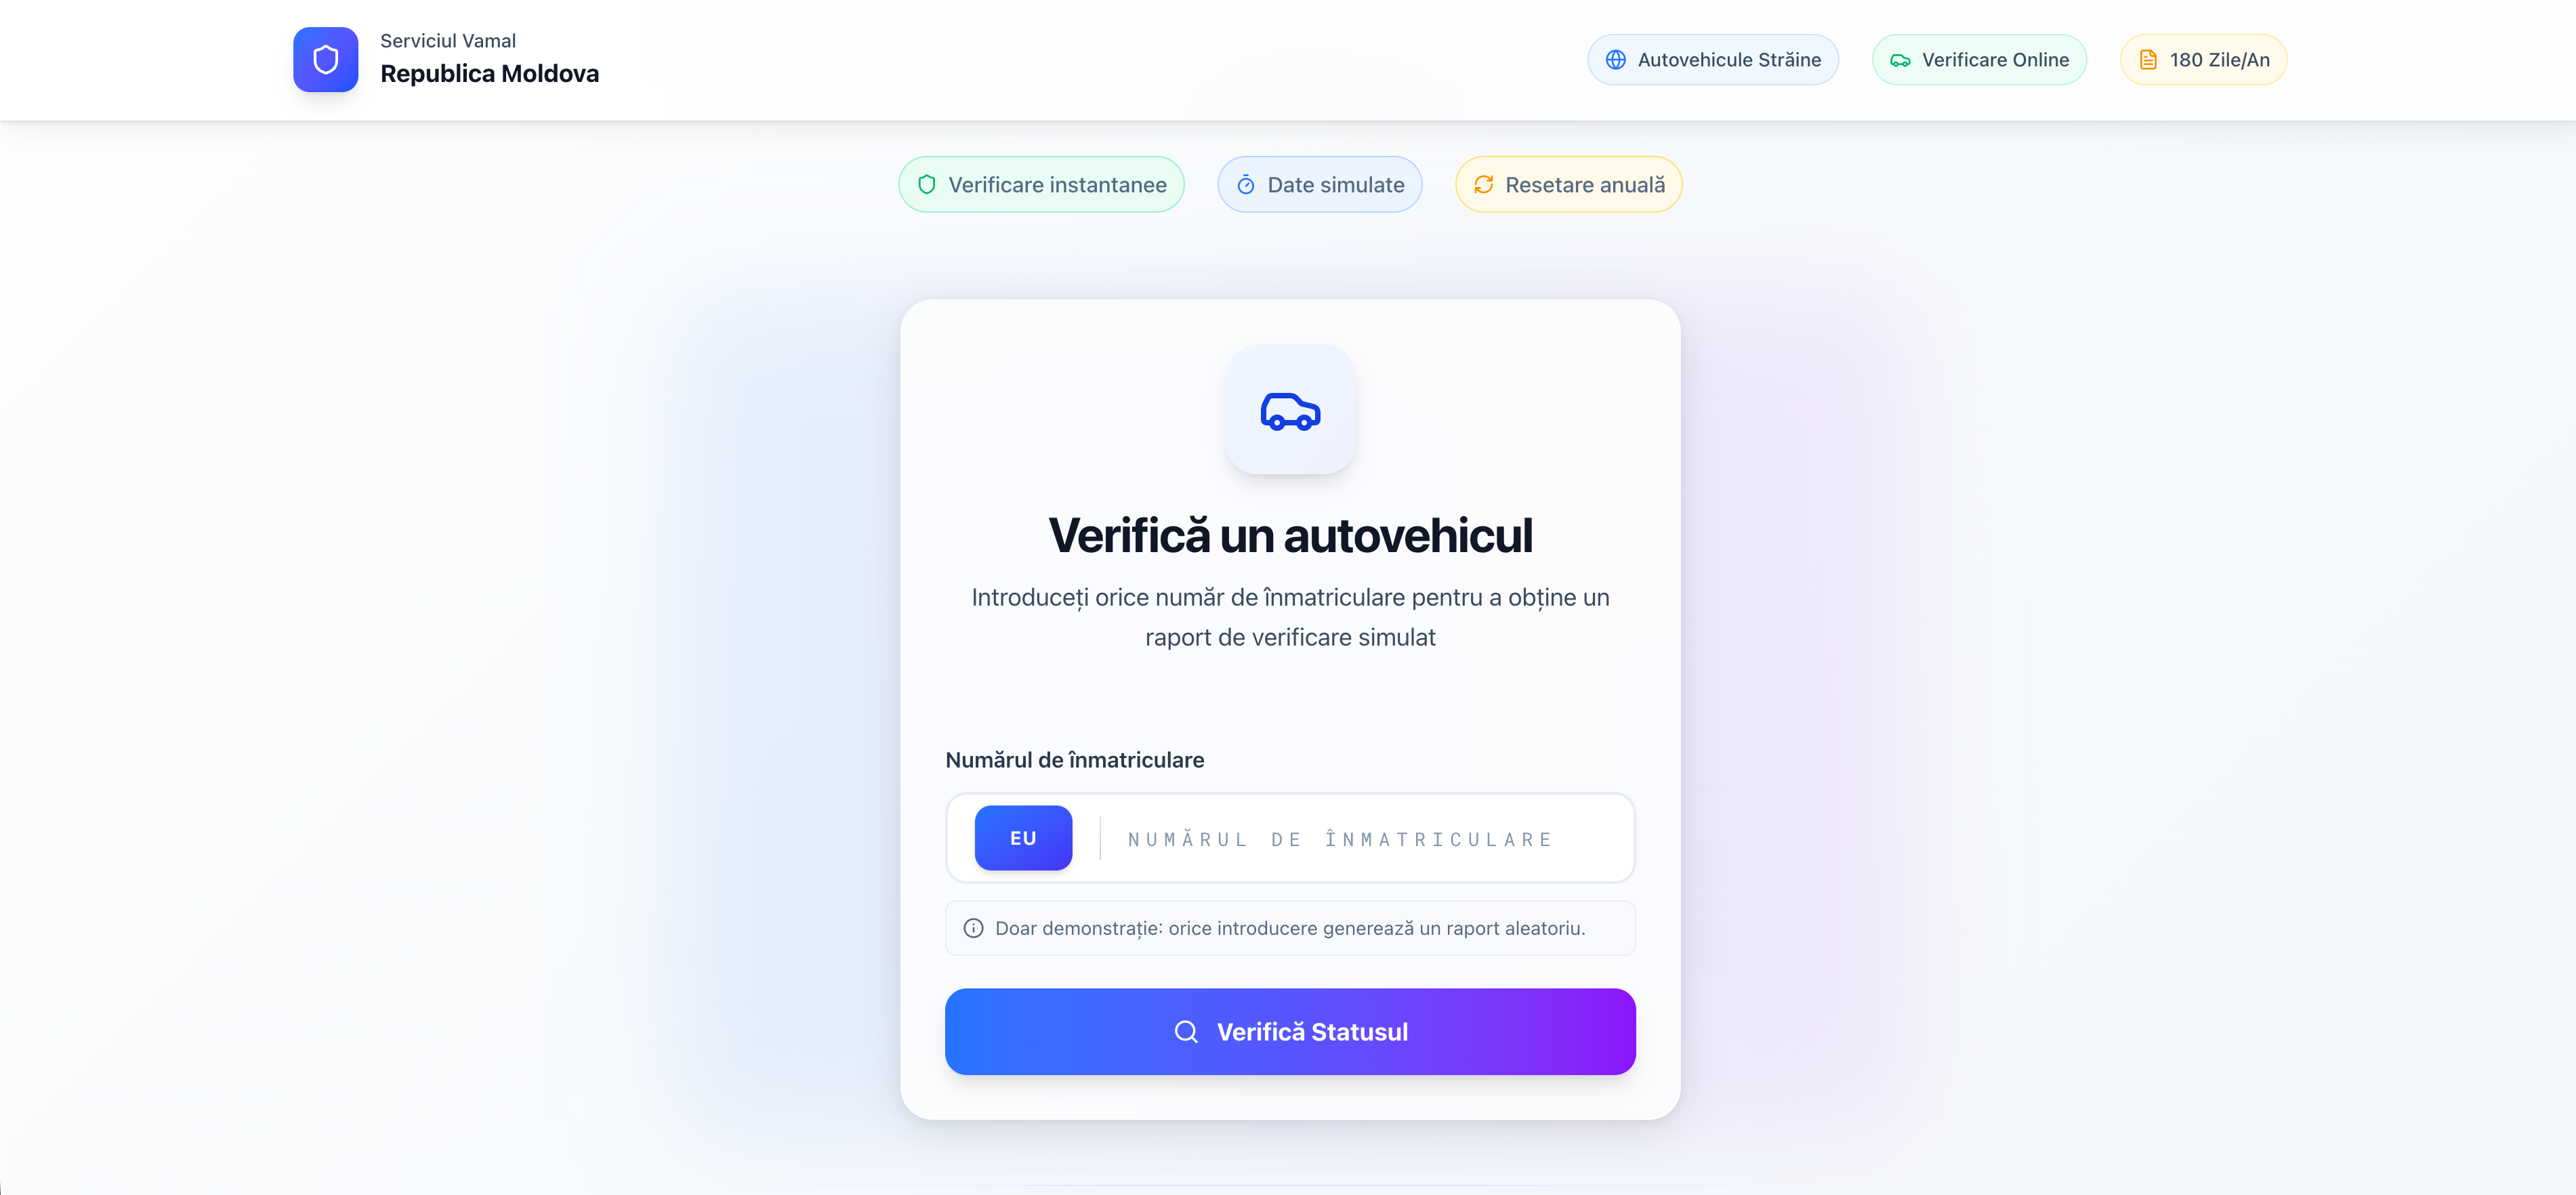 Serviciul Vamal
Republica Moldova
Autovehicule Străine
Verificare Online
180 Zile/An
Verificare instantanee
Date simulate
Resetare anuală
Verifică un autovehicul
Introduceți orice număr de înmatriculare pentru a obține un
raport de verificare simulat
Numărul de înmatriculare
EU
NUMĂRUL DE ÎNMATRICULARE
Doar demonstrație: orice introducere generează un raport aleatoriu.
Verifică Statusul